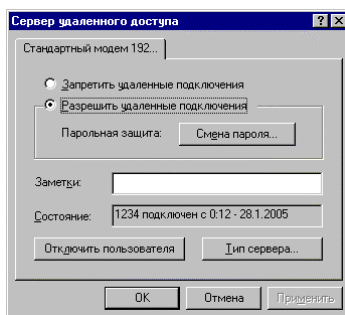 Сервер удаленного доступа
Стандартный модем 192...
Запретить удаленные подключения
Разрешить удаленные подключения
Парольная защита: Смена пароля...
Заметки:
Состояние: 1234 подключен с 0:12 - 28.1.2005
Отключить пользователя Тип сервера...
OK Отмена Применить